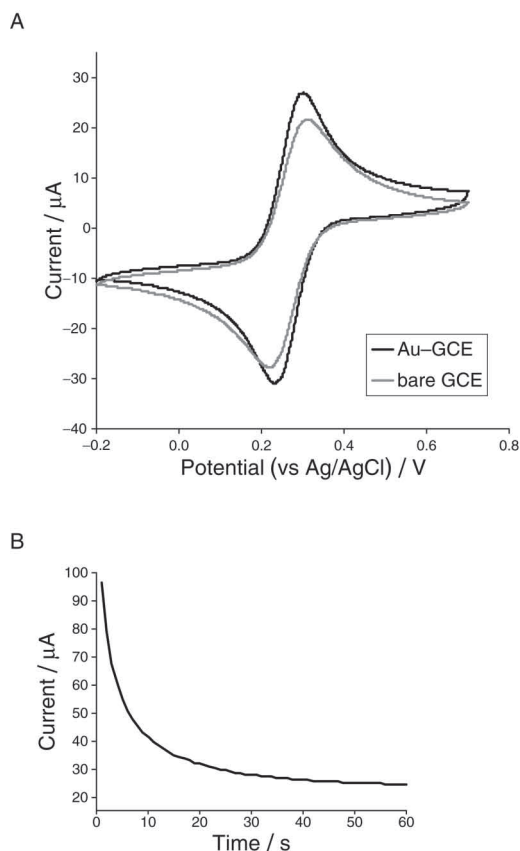 A
30
20
10
0
−10
−20
−30
−40
Current / μA
Au–GCE
bare GCE
−0.2 0.0 0.2 0.4 0.6 0.8
Potential (vs Ag/AgCl) / V
B
100
90
80
70
60
50
40
30
20
Current / μA
0 10 20 30 40 50 60
Time / s